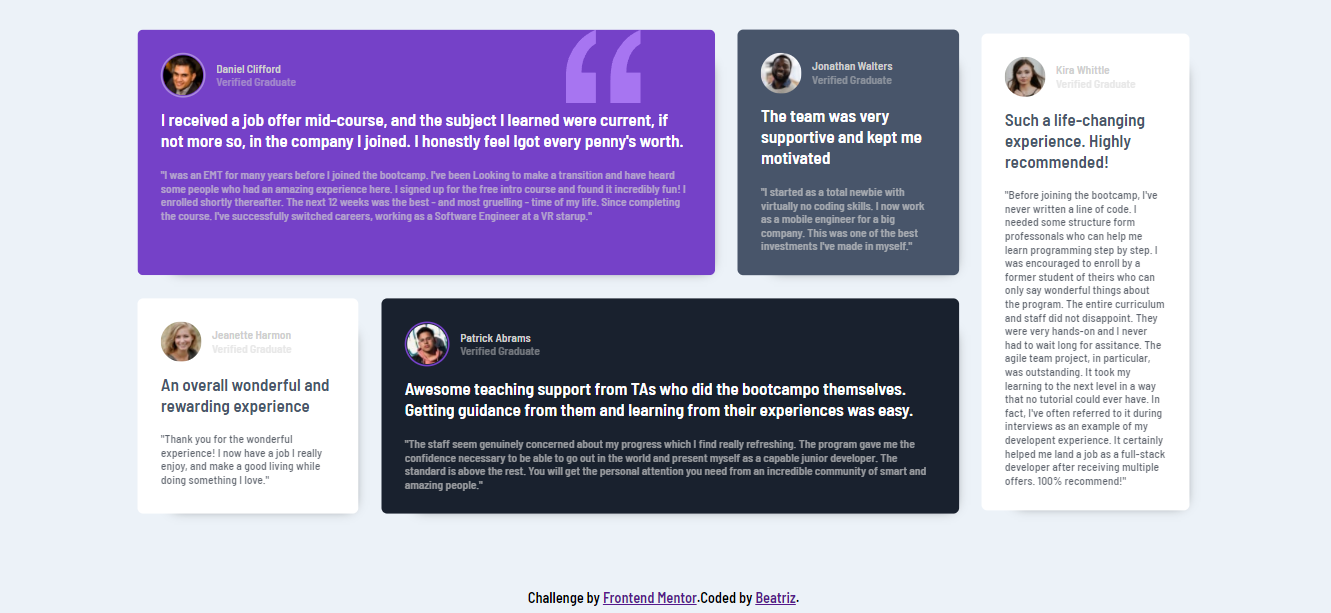 Daniel Clifford
Verified Graduate
I received a job offer mid-course, and the subject I learned were current, if
not more so, in the company I joined. I honestly feel Igot every penny's worth.
"I was an EMT for many years before I joined the bootcamp. I've been Looking to make a transition and have heard
some people who had an amazing experience here. I signed up for the free intro course and found it incredibly fun! I
enrolled shortly thereafter. The next 12 weeks was the best - and most gruelling - time of my life. Since completing
the course. I've successfully switched careers, working as a Software Engineer at a VR starup."
Jonathan Walters
Verified Graduate
The team was very
supportive and kept me
motivated
"I started as a total newbie with
virtually no coding skills. I now work
as a mobile engineer for a big
company. This was one of the best
investments I've made in myself."
Kira Whittle
Verified Graduate
Such a life-changing
experience. Highly
recommended!
"Before joining the bootcamp, I've
never written a line of code. I
needed some structure form
professonals who can help me
learn programming step by step. I
was encouraged to enroll by a
former student of theirs who can
only say wonderful things about
the program. The entire curriculum
and staff did not disappoint. They
were very hands-on and I never
had to wait long for assitance. The
agile team project, in particular,
was outstanding. It took my
learning to the next level in a way
that no tutorial could ever have. In
fact, I've often referred to it during
interviews as an example of my
developent experience. It certainly
helped me land a job as a full-stack
developer after receiving multiple
offers. 100% recommend!"
Jeanette Harmon
Verified Graduate
An overall wonderful and
rewarding experience
"Thank you for the wonderful
experience! I now have a job I really
enjoy, and make a good living while
doing something I love."
Patrick Abrams
Verified Graduate
Awesome teaching support from TAs who did the bootcampo themselves.
Getting guidance from them and learning from their experiences was easy.
"The staff seem genuinely concerned about my progress which I find really refreshing. The program gave me the
confidence necessary to be able to go out in the world and present myself as a capable junior developer. The
standard is above the rest. You will get the personal attention you need from an incredible community of smart and
amazing people."
Challenge by Frontend Mentor.Coded by Beatriz.